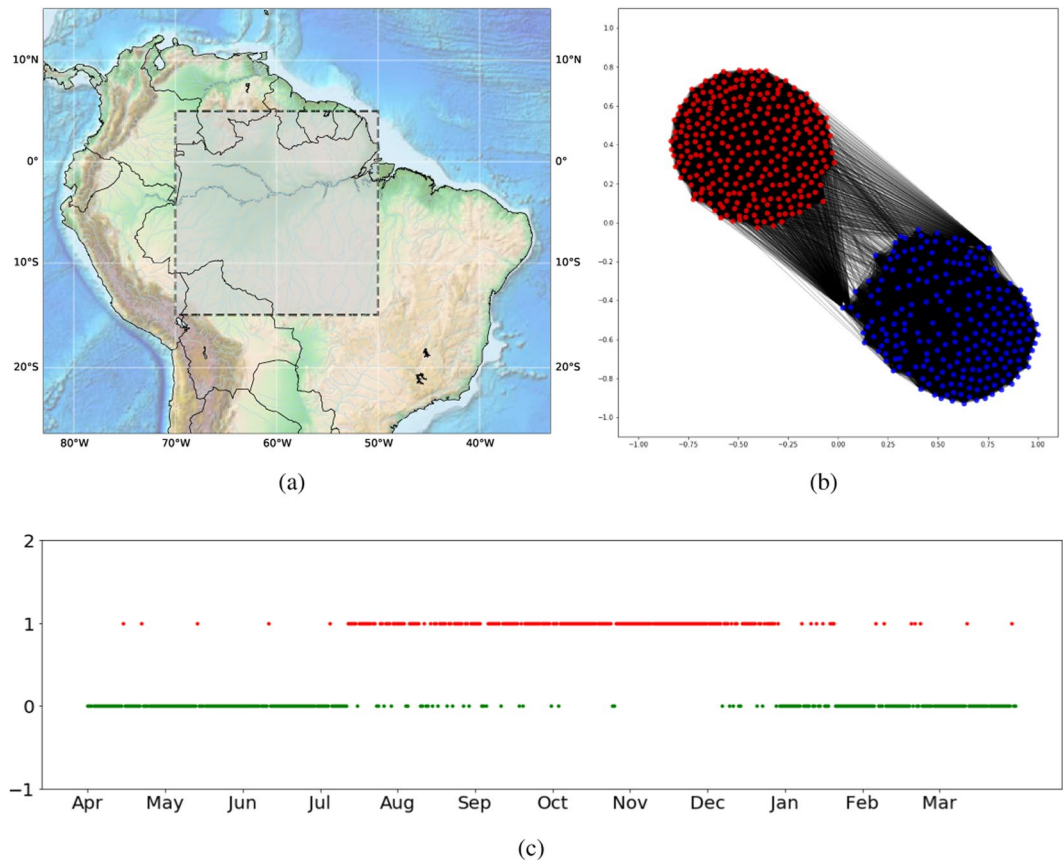 10°N
0°
10°S
20°S
10°N
0°
10°S
20°S
80°W 70°W 60°W 50°W 40°W
(a)
1.0
0.8
0.6
0.4
0.2
0.0
−0.2
−0.4
−0.6
−0.8
−1.0
−1.00 −0.75 −0.50 −0.25 0.00 0.25 0.50 0.75 1.00
(b)
2
1
0
−1
Apr May Jun Jul Aug Sep Oct Nov Dec Jan Feb Mar
(c)